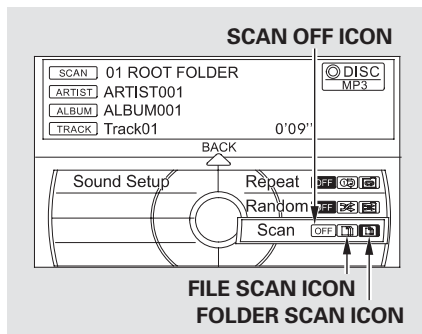 SCAN OFF ICON
SCAN 01 ROOT FOLDER DISC
MP3
ARTIST ARTIST001
ALBUM ALBUM001
TRACK Track01 0'09"
BACK
Sound Setup Repeat OFF
Random OFF
Scan OFF
FILE SCAN ICON
FOLDER SCAN ICON